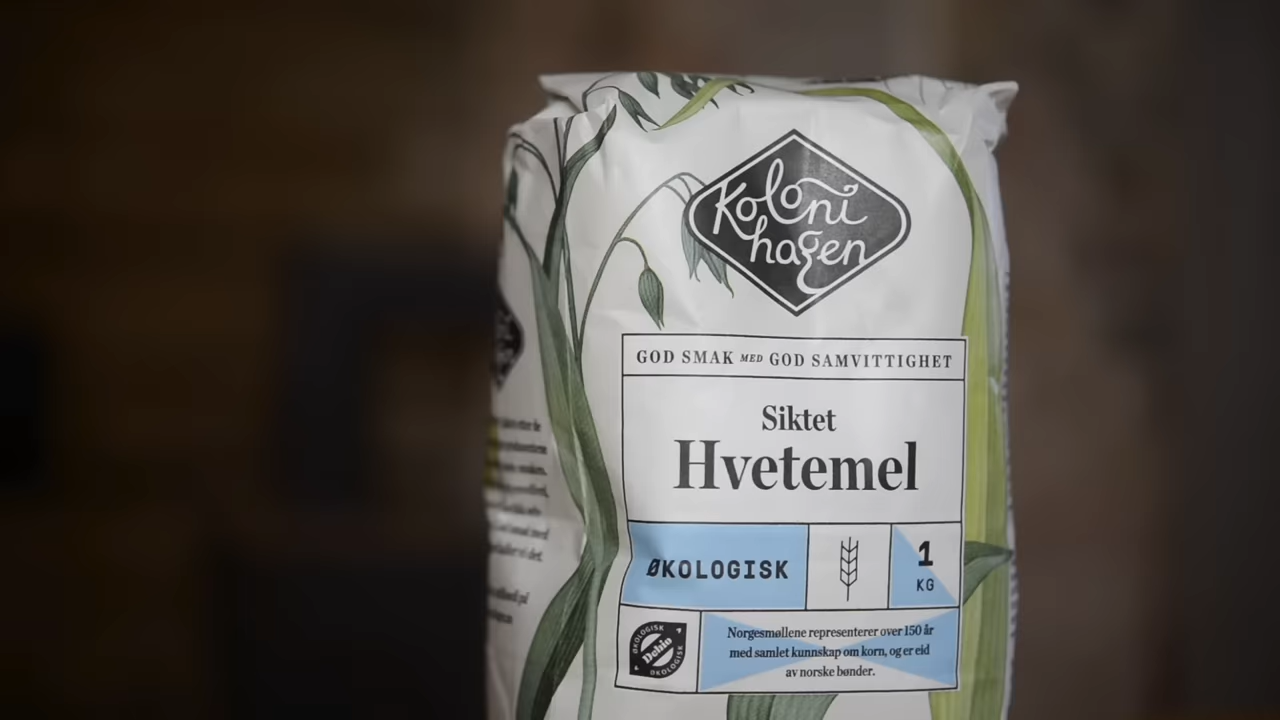 Koloni
hagen
GOD SMAK MED GOD SAMVITTIGHET
Siktet
Hvetemel
ØKOLOGISK
1
KG
ØKOLOGISK
Debio
ØKOLOGISK
Norgesmøllene representerer over 150 år
med samlet kunnskap om korn, og er eid
av norske bønder.